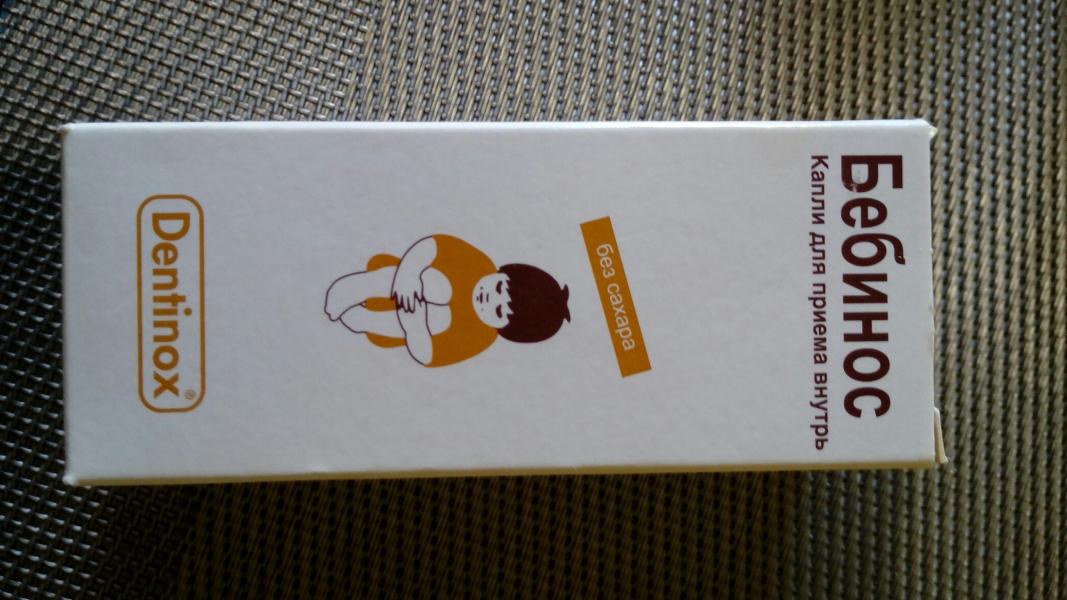 Бебинос
Капли для приема внутрь
без сахара
Dentinox®